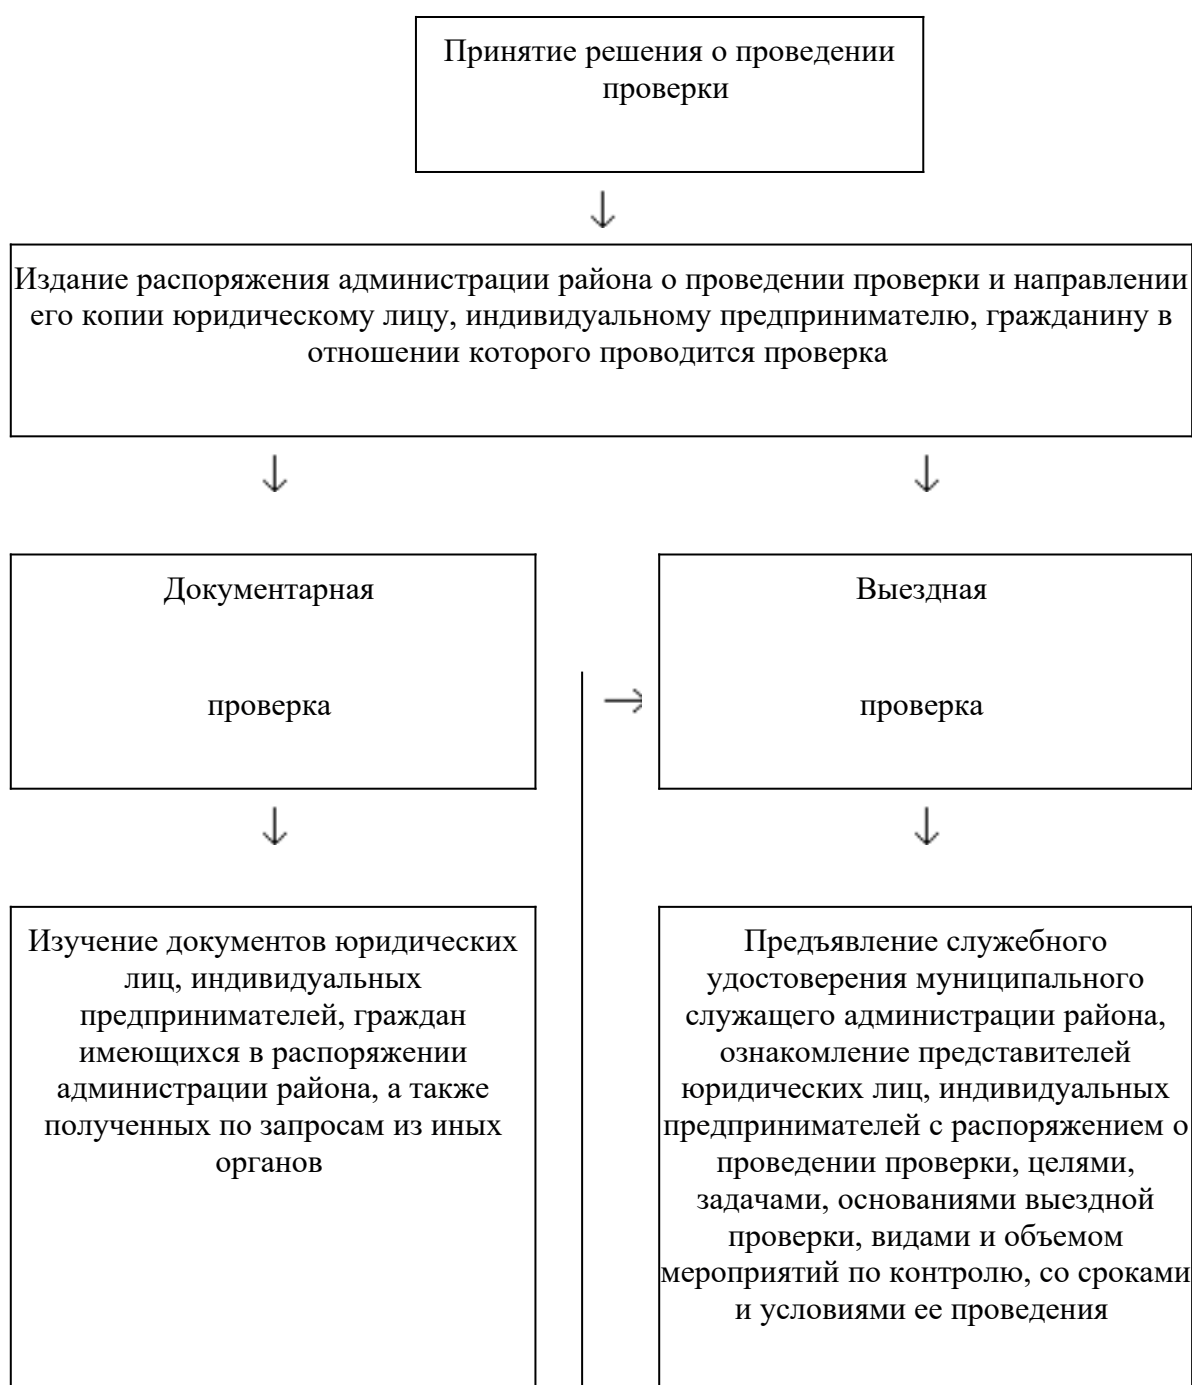 Принятие решения о проведении
проверки
↓
Издание распоряжения администрации района о проведении проверки и направлении
его копии юридическому лицу, индивидуальному предпринимателю, гражданину в
отношении которого проводится проверка
↓
↓
Документарная
проверка
→
Выездная
проверка
↓
↓
Изучение документов юридических
лиц, индивидуальных
предпринимателей, граждан
имеющихся в распоряжении
администрации района, а также
полученных по запросам из иных
органов
Предъявление служебного
удостоверения муниципального
служащего администрации района,
ознакомление представителей
юридических лиц, индивидуальных
предпринимателей с распоряжением о
проведении проверки, целями,
задачами, основаниями выездной
проверки, видами и объемом
мероприятий по контролю, со сроками
и условиями ее проведения